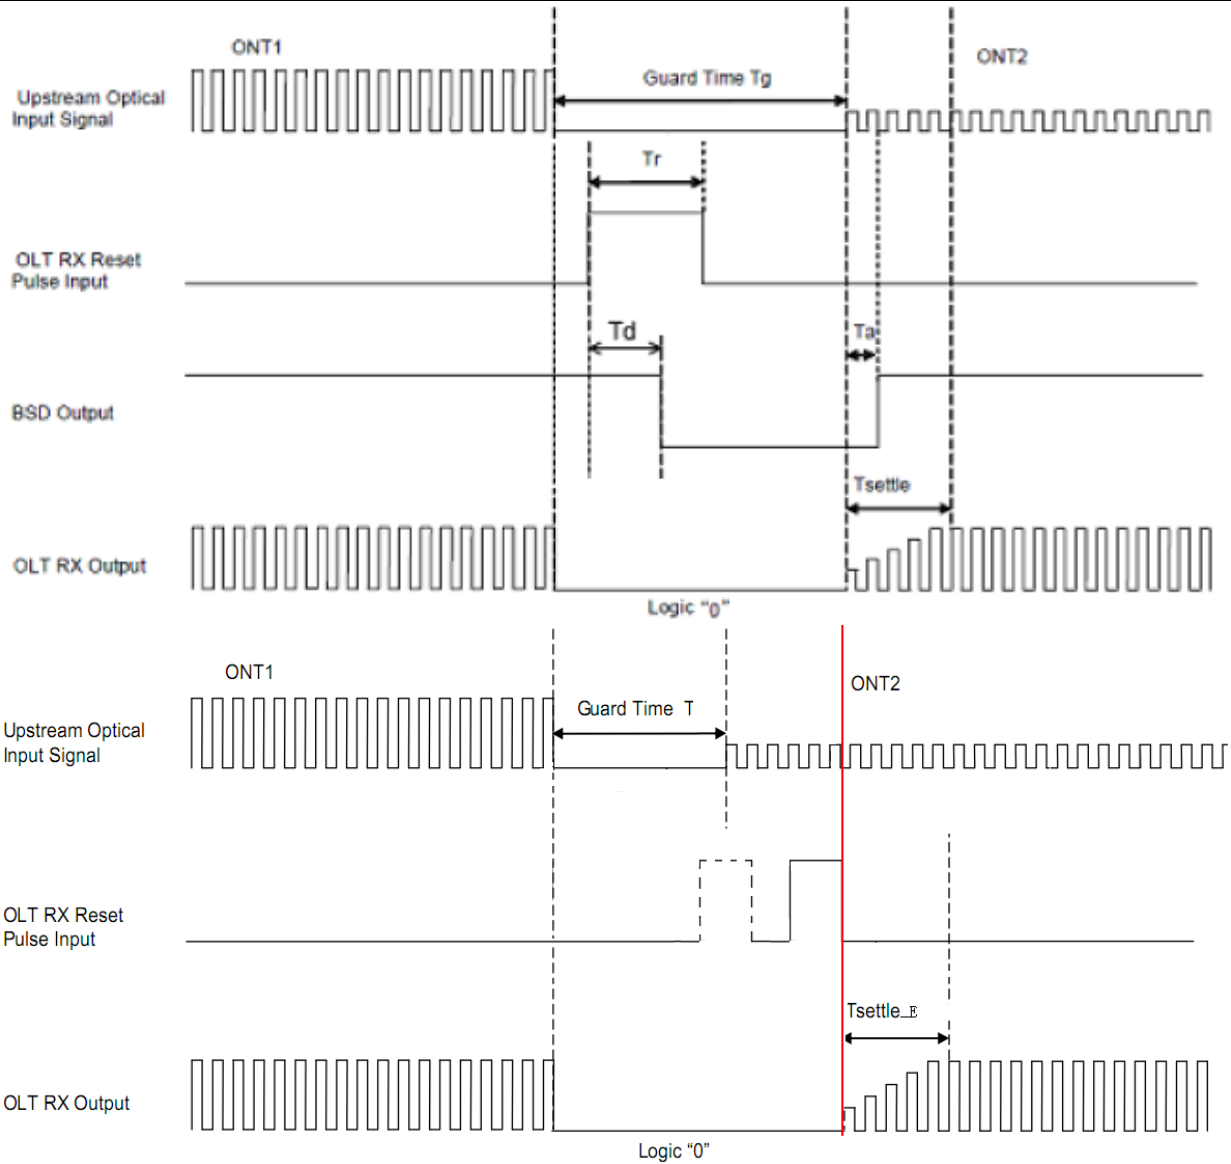 ONT1
ONT2
Guard Time Tg
Upstream Optical
Input Signal
Tr
OLT RX Reset
Pulse Input
Td
Ta
BSD Output
Tsettle
OLT RX Output
Logic "0"
ONT1
ONT2
Guard Time T
Upstream Optical
Input Signal
OLT RX Reset
Pulse Input
Tsettle_E
OLT RX Output
Logic “0”